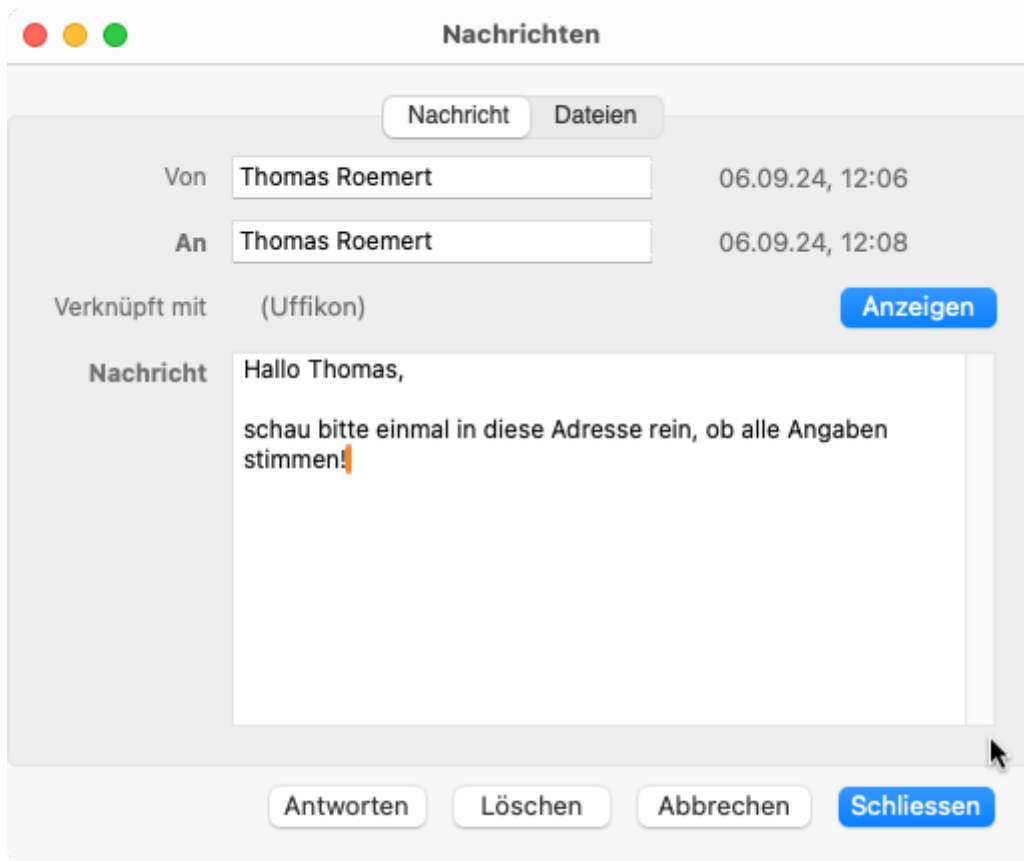 Nachrichten
Nachricht Dateien
Von Thomas Roemert 06.09.24, 12:06
An Thomas Roemert 06.09.24, 12:08
Verknüpft mit (Uffikon) Anzeigen
Nachricht Hallo Thomas,
schau bitte einmal in diese Adresse rein, ob alle Angaben
stimmen!
Antworten Löschen Abbrechen Schliessen